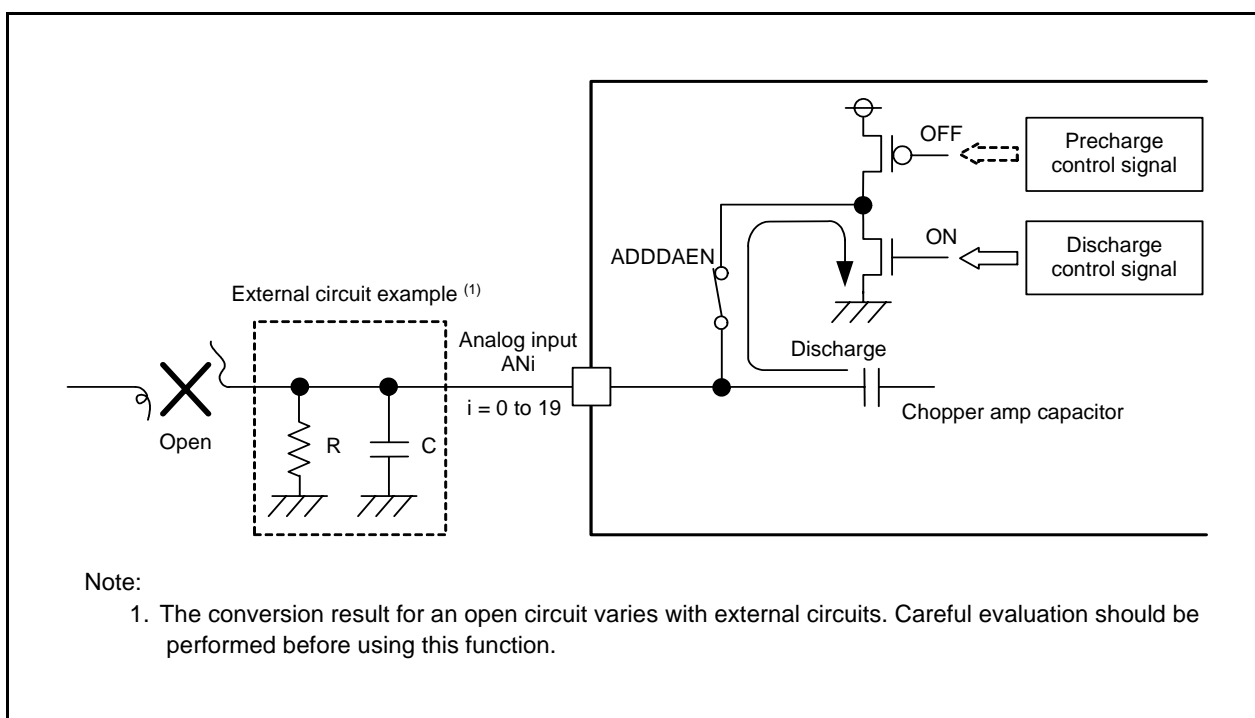 OFF
Precharge
control signal
ON
Discharge
control signal
ADDDAEN
External circuit example (1)
Analog input
ANi
i = 0 to 19
Discharge
Chopper amp capacitor
Open
R
C
Note:
1. The conversion result for an open circuit varies with external circuits. Careful evaluation should be
performed before using this function.